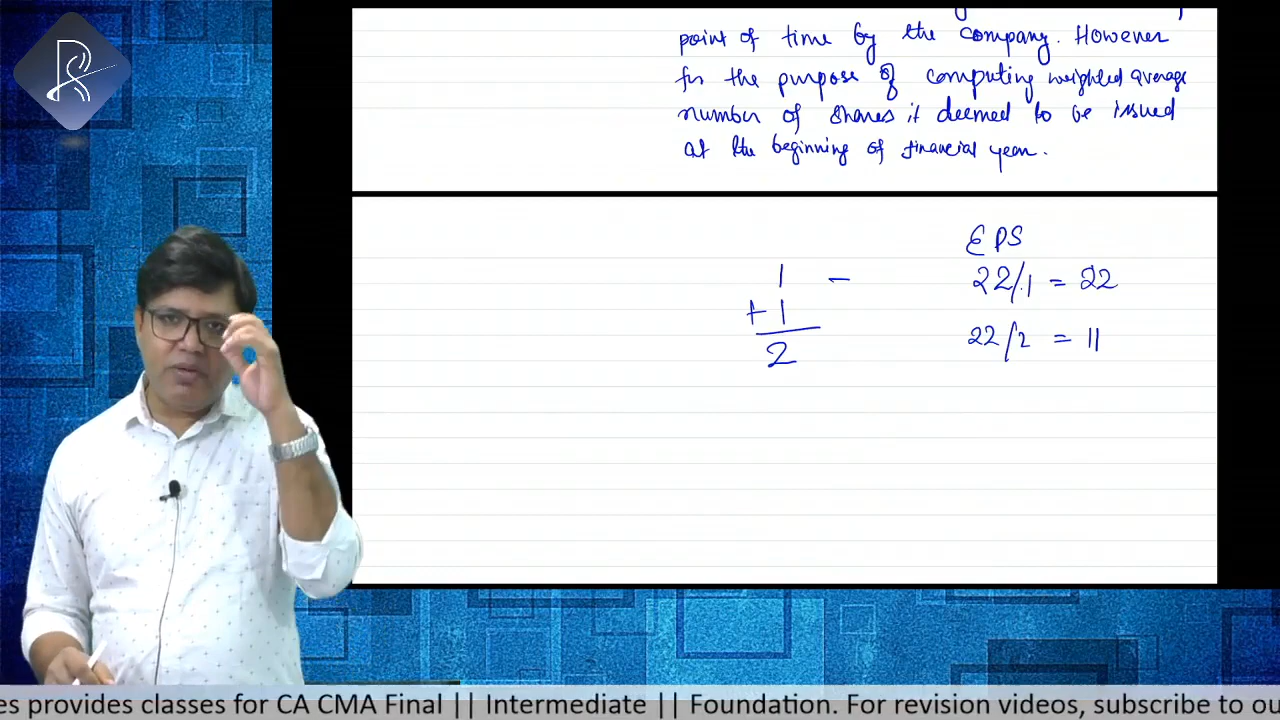 point of time by the company. However
for the purpose of computing weighted average
number of shares it deemed to be issued
at the beginning of financial year.
EPS
1 - 22/1 = 22
+ 1
22/2 = 11
2
es provides classes for CA CMA Final || Intermediate || Foundation. For revision videos, subscribe to ou